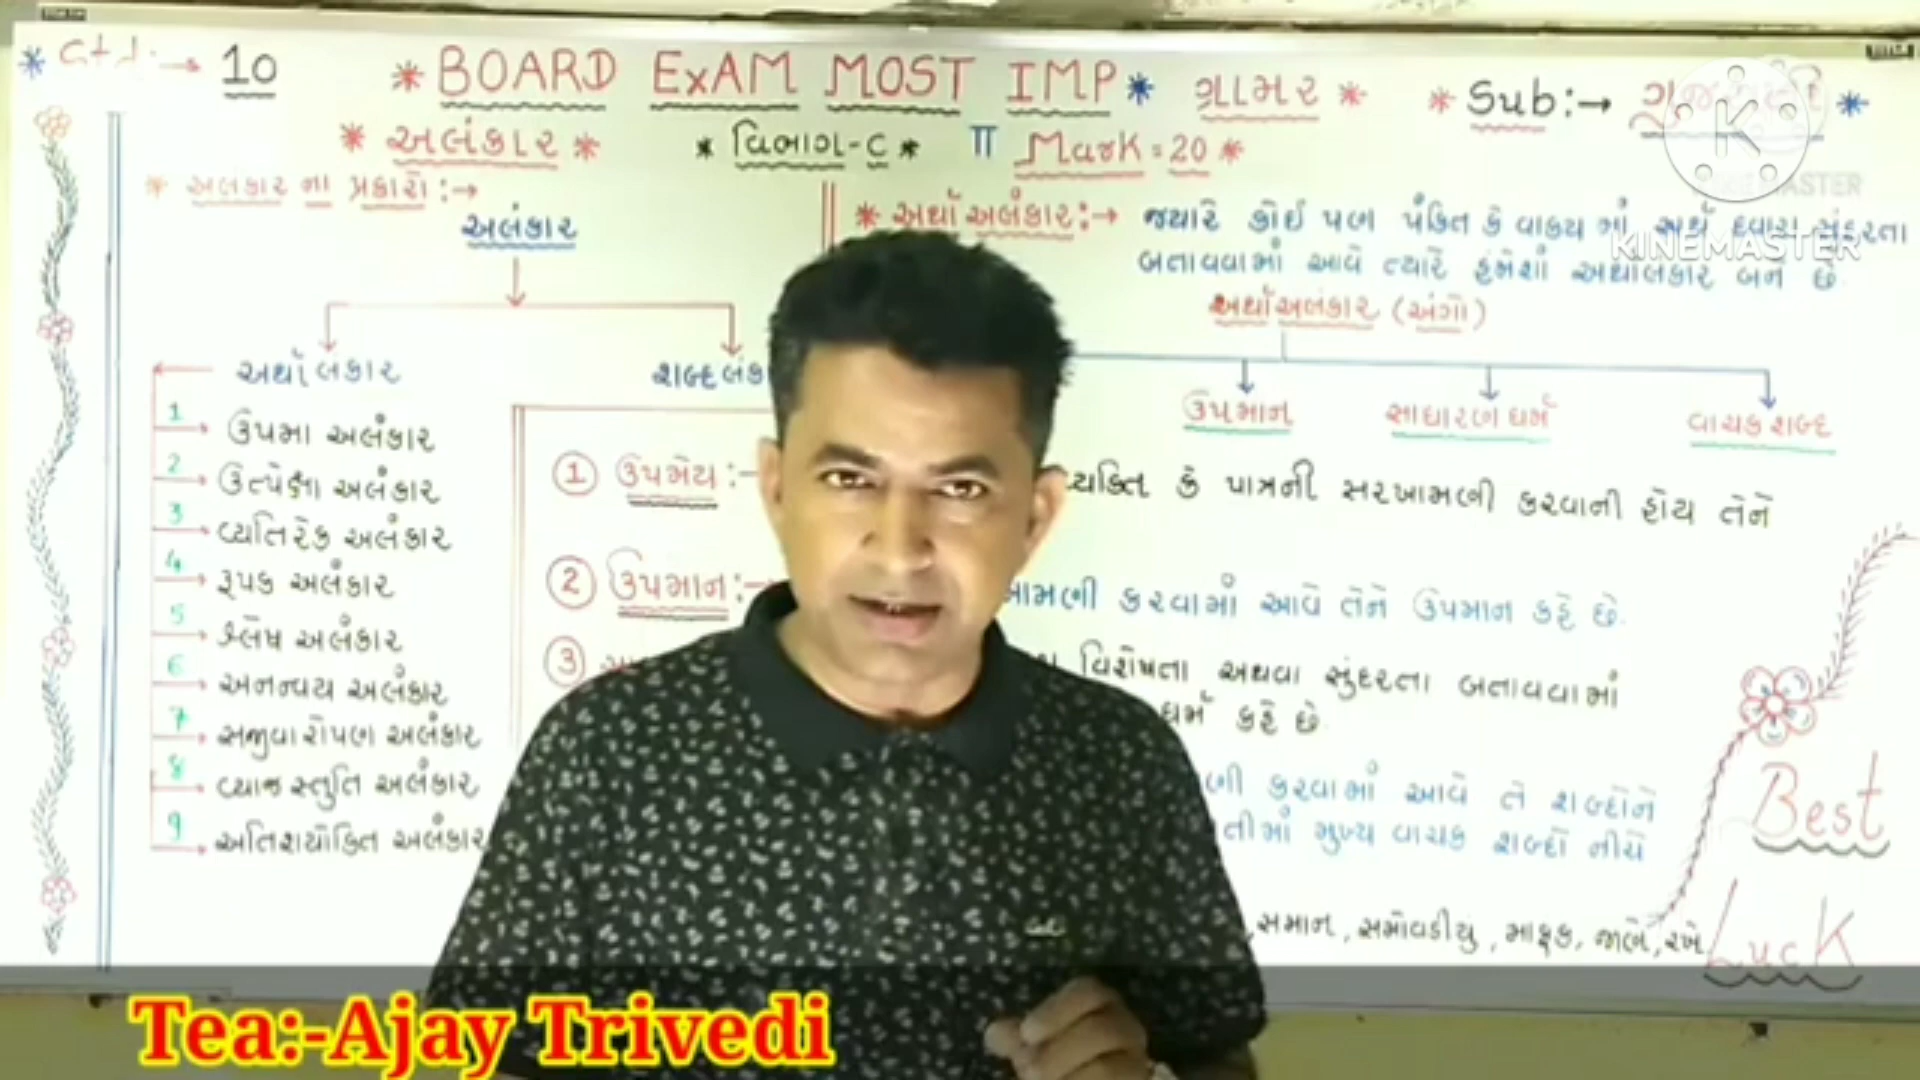 * Std:→ 10 * BOARD ExAM MOST IMP * ગ્રામર * * Sub:→ *
* અલંકાર * * વિભાગ-C * Mark = 20 *
K
KINEMASTER
* અલંકાર ના પ્રકારો:→
અલંકાર
અર્થાલંકાર
1 ઉપમા અલંકાર
2 ઉત્પેક્ષા અલંકાર
3 વ્યતિરેક અલંકાર
4 રૂપક અલંકાર
5 શ્લેષ અલંકાર
6 અનન્વય અલંકાર
7 સજીવારોપણ અલંકાર
8 વ્યાજ સ્તુતિ અલંકાર
9 અતિશયોક્તિ અલંકાર
* અર્થાઅલંકાર:→ જ્યારે કોઈ પણ પંક્તિ કે વાક્ય માં અર્થ દ્વારા સુંદરતા
બતાવવામાં આવે ત્યારે હંમેશાં અર્થાલંકાર બને છે
અર્થાઅલંકાર (અંગો)
ઉપમાન સાધારણ ધર્મ વાચક શબ્દ
① ઉપમેય:- વ્યક્તિ કે પાત્રની સરખામણી કરવાની હોય તેને
② ઉપમાન:→ કરવામાં આવે તેને ઉપમાન કહે છે.
③ વિશેષતા અથવા સુંદરતા બતાવવામાં
ધર્મ કહે છે.
કરવામાં આવે તે શબ્દોને
મુખ્ય વાચક શબ્દો નીચે
, સમાન, સમોવડીયું, માફક, જાણે, રખે
Best
Luck
Tea:-Ajay Trivedi